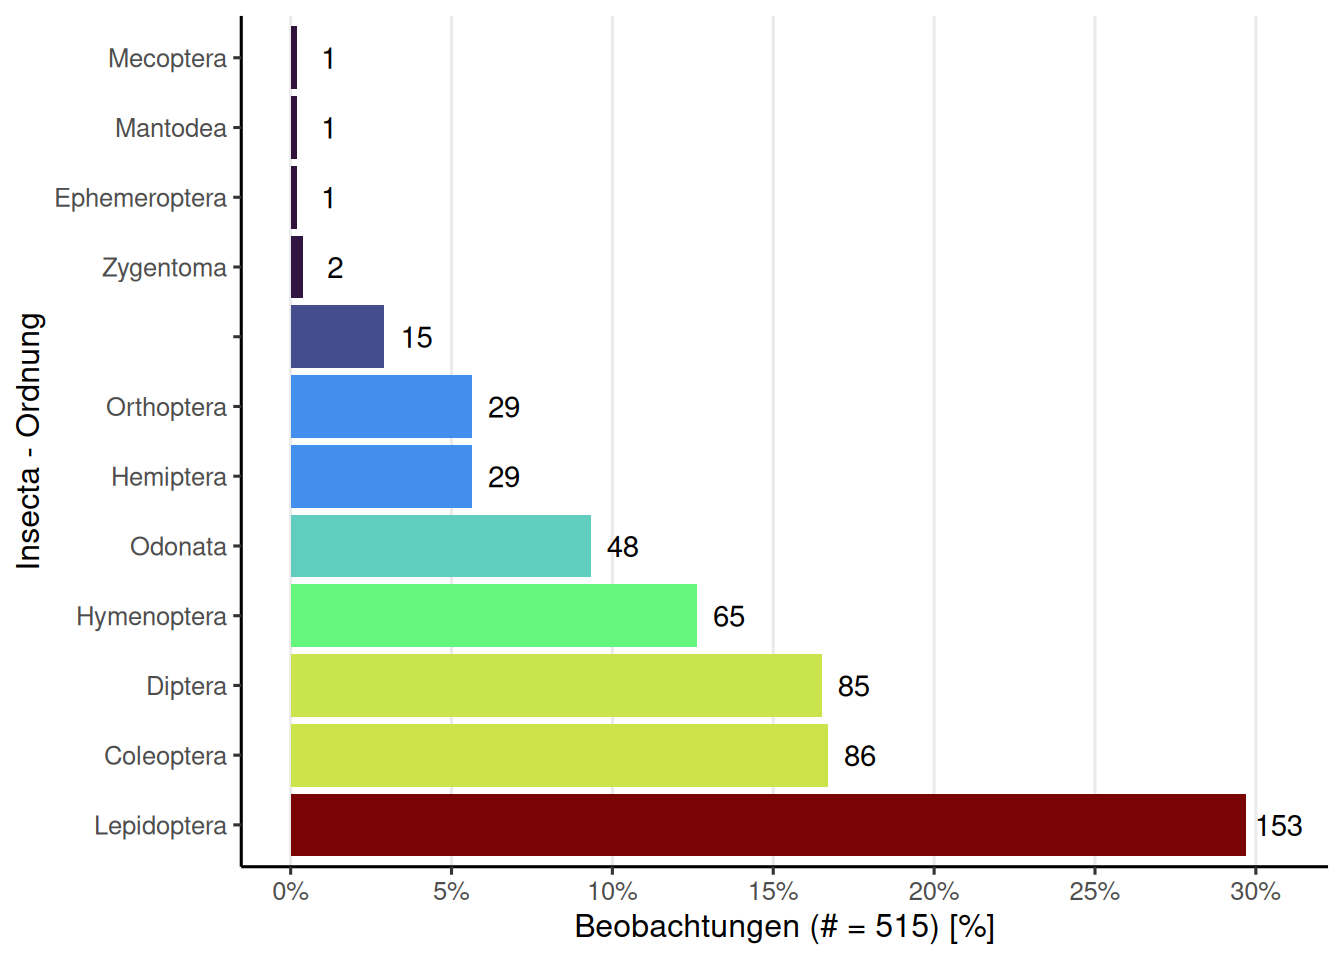 Insecta - Ordnung
Mecoptera 1
Mantodea 1
Ephemeroptera 1
Zygentoma 2
15
Orthoptera 29
Hemiptera 29
Odonata 48
Hymenoptera 65
Diptera 85
Coleoptera 86
Lepidoptera 153
0% 5% 10% 15% 20% 25% 30%
Beobachtungen (# = 515) [%]